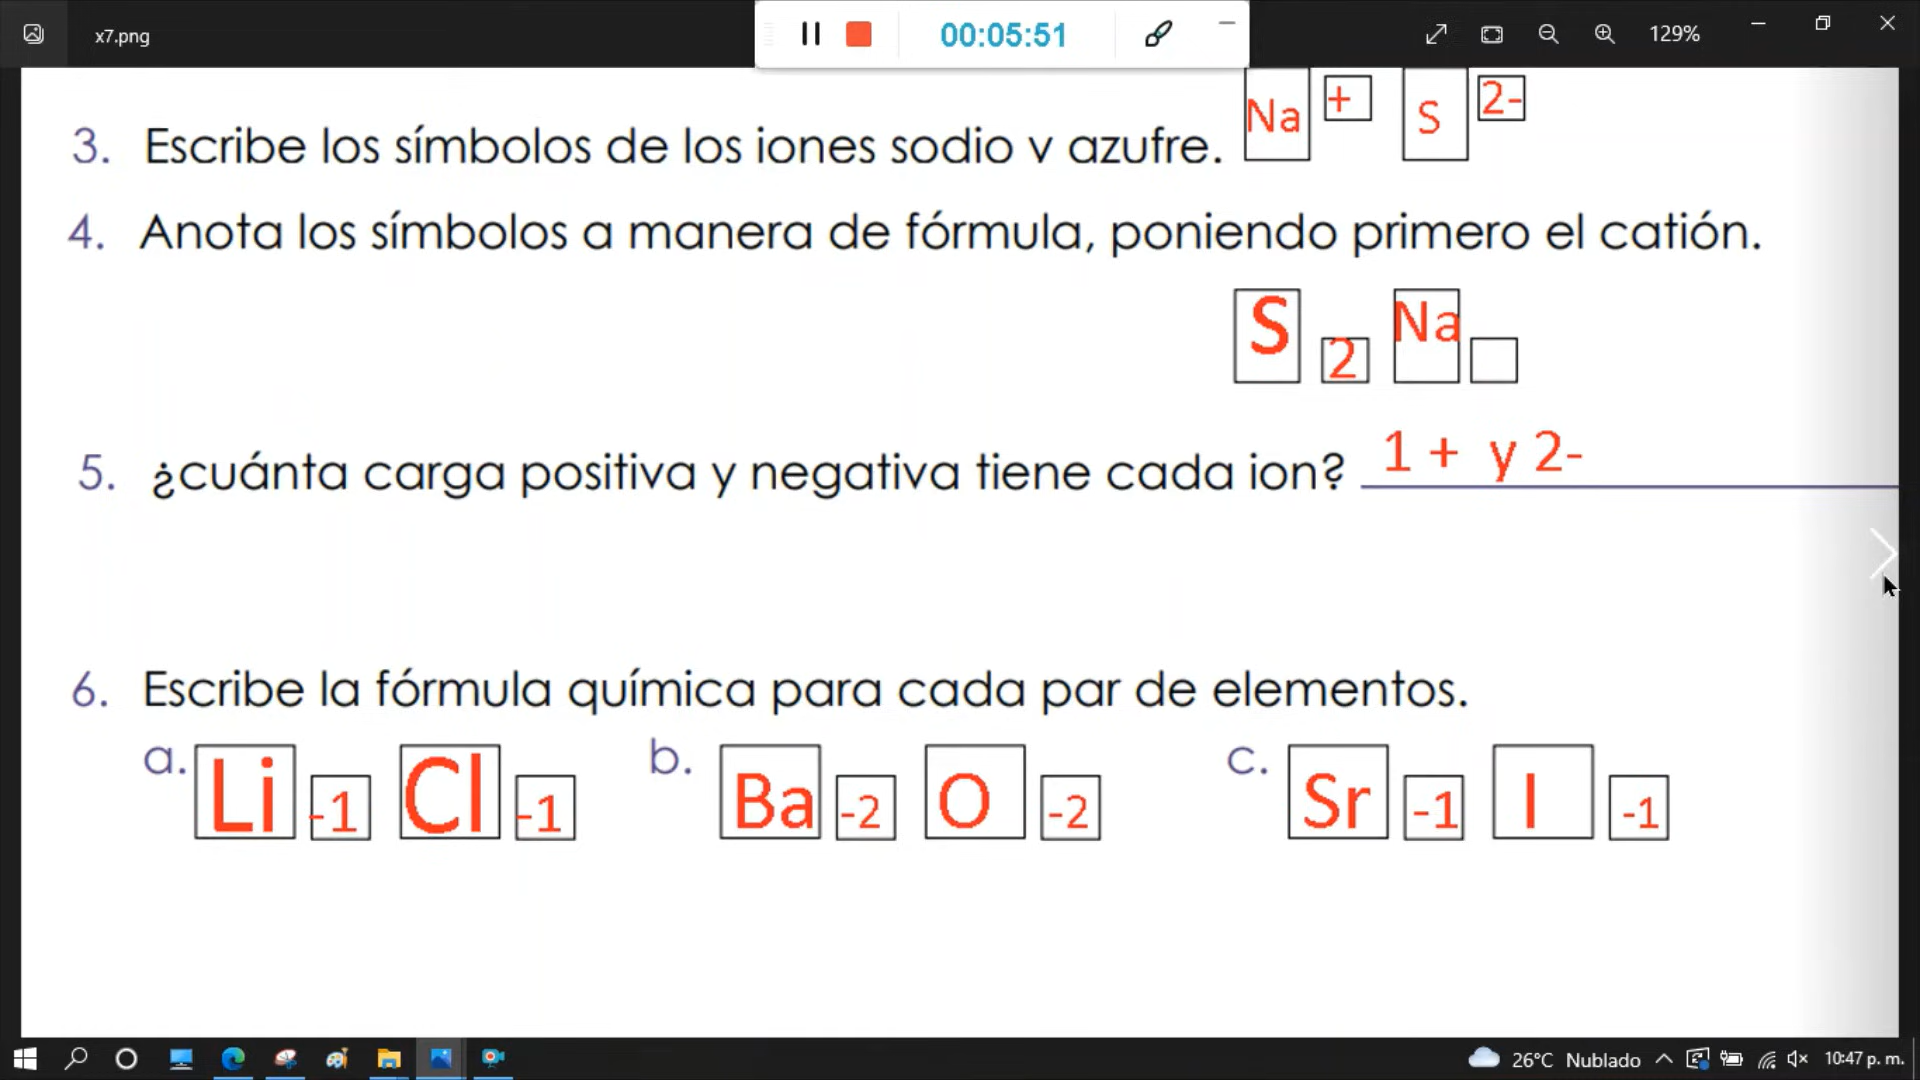 x7.png
00:05:51
129%
Na + S 2-
3. Escribe los símbolos de los iones sodio v azufre.
4. Anota los símbolos a manera de fórmula, poniendo primero el catión.
S 2 Na
5. ¿cuánta carga positiva y negativa tiene cada ion? 1 + y 2-
6. Escribe la fórmula química para cada par de elementos.
a. Li -1 Cl -1 b. Ba -2 O -2 c. Sr -1 I -1
26°C Nublado 10:47 p. m.